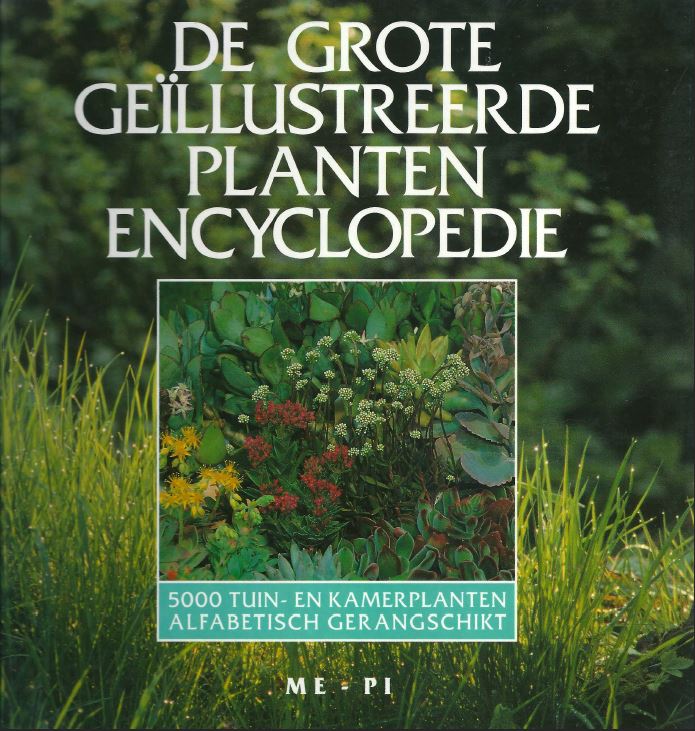 DE GROTE
GEÏLLUSTREERDE
PLANTEN
ENCYCLOPEDIE
5000 TUIN- EN KAMERPLANTEN
ALFABETISCH GERANGSCHIKT
ME - PI